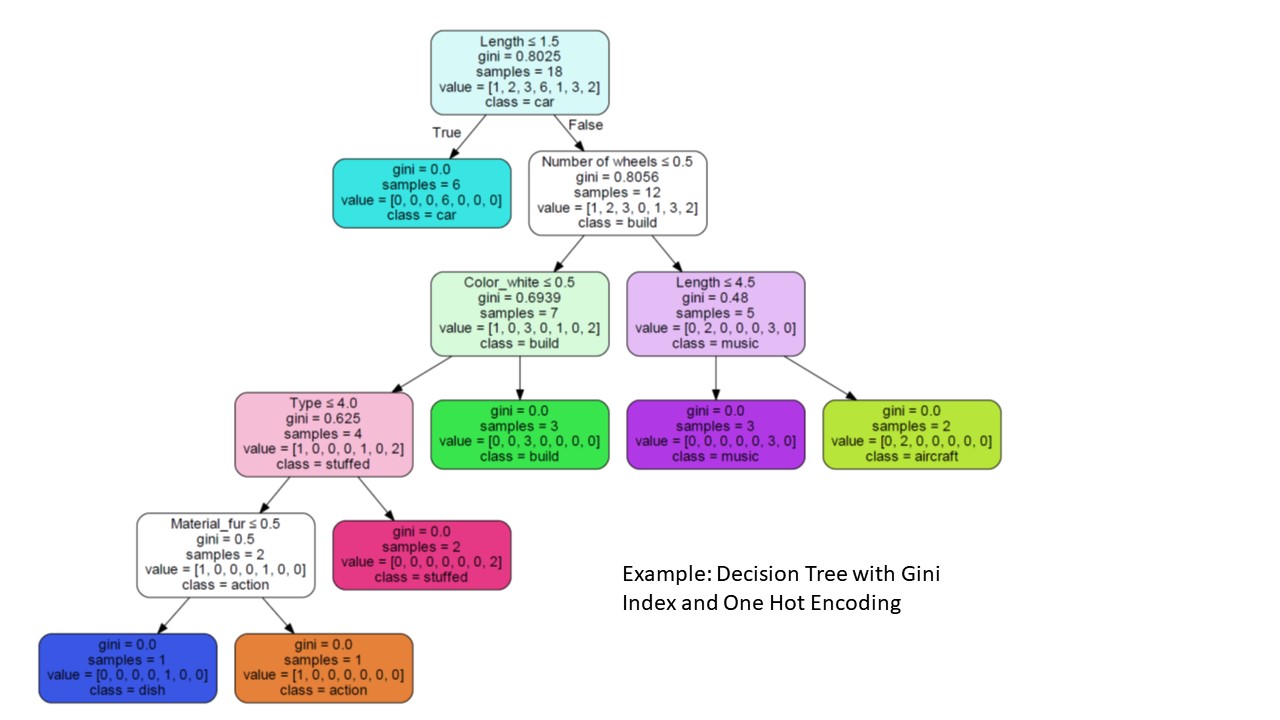 Length ≤ 1.5
gini = 0.8025
samples = 18
value = [1, 2, 3, 6, 1, 3, 2]
class = car
True
False
gini = 0.0
samples = 6
value = [0, 0, 0, 6, 0, 0, 0]
class = car
Number of wheels ≤ 0.5
gini = 0.8056
samples = 12
value = [1, 2, 3, 0, 1, 3, 2]
class = build
Color_white ≤ 0.5
gini = 0.6939
samples = 7
value = [1, 0, 3, 0, 1, 0, 2]
class = build
Length ≤ 4.5
gini = 0.48
samples = 5
value = [0, 2, 0, 0, 0, 3, 0]
class = music
Type ≤ 4.0
gini = 0.625
samples = 4
value = [1, 0, 0, 0, 1, 0, 2]
class = stuffed
gini = 0.0
samples = 3
value = [0, 0, 3, 0, 0, 0, 0]
class = build
gini = 0.0
samples = 3
value = [0, 0, 0, 0, 0, 3, 0]
class = music
gini = 0.0
samples = 2
value = [0, 2, 0, 0, 0, 0, 0]
class = aircraft
Material_fur ≤ 0.5
gini = 0.5
samples = 2
value = [1, 0, 0, 0, 1, 0, 0]
class = action
gini = 0.0
samples = 2
value = [0, 0, 0, 0, 0, 0, 2]
class = stuffed
Example: Decision Tree with Gini
Index and One Hot Encoding
gini = 0.0
samples = 1
value = [0, 0, 0, 0, 1, 0, 0]
class = dish
gini = 0.0
samples = 1
value = [1, 0, 0, 0, 0, 0, 0]
class = action